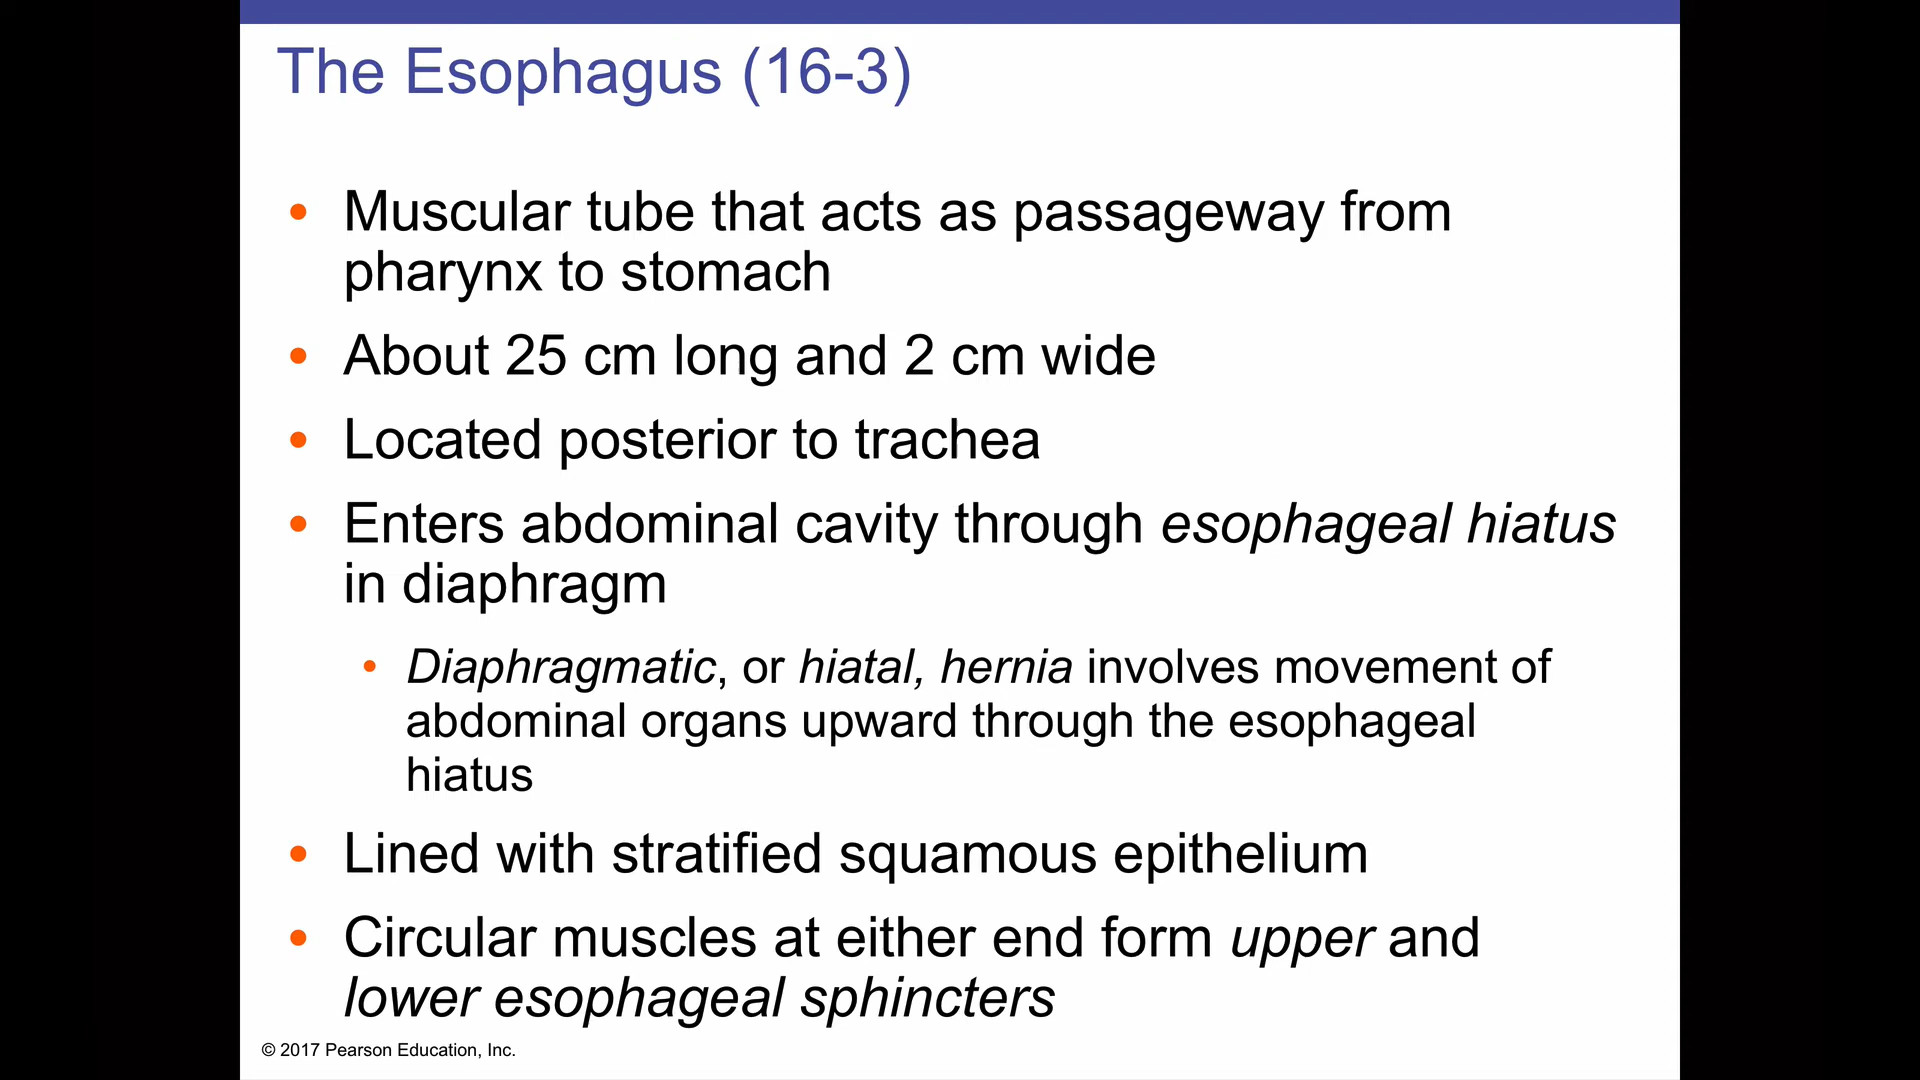 The Esophagus (16-3)
• Muscular tube that acts as passageway from
pharynx to stomach
• About 25 cm long and 2 cm wide
• Located posterior to trachea
• Enters abdominal cavity through esophageal hiatus
in diaphragm
• Diaphragmatic, or hiatal, hernia involves movement of
abdominal organs upward through the esophageal
hiatus
• Lined with stratified squamous epithelium
• Circular muscles at either end form upper and
lower esophageal sphincters
© 2017 Pearson Education, Inc.